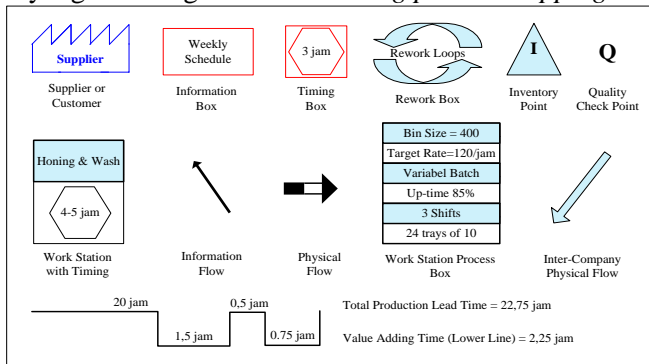 Supplier
Supplier or
Customer
Weekly
Schedule
Information
Box
3 jam
Timing
Box
Rework Loops
Rework Box
I
Inventory
Point
Q
Quality
Check Point
Honing & Wash
4-5 jam
Work Station
with Timing
Information
Flow
Physical
Flow
Bin Size = 400
Target Rate=120/jam
Variabel Batch
Up-time 85%
3 Shifts
24 trays of 10
Work Station Process
Box
Inter-Company
Physical Flow
20 jam
1,5 jam
0,5 jam
0.75 jam
Total Production Lead Time = 22,75 jam
Value Adding Time (Lower Line) = 2,25 jam